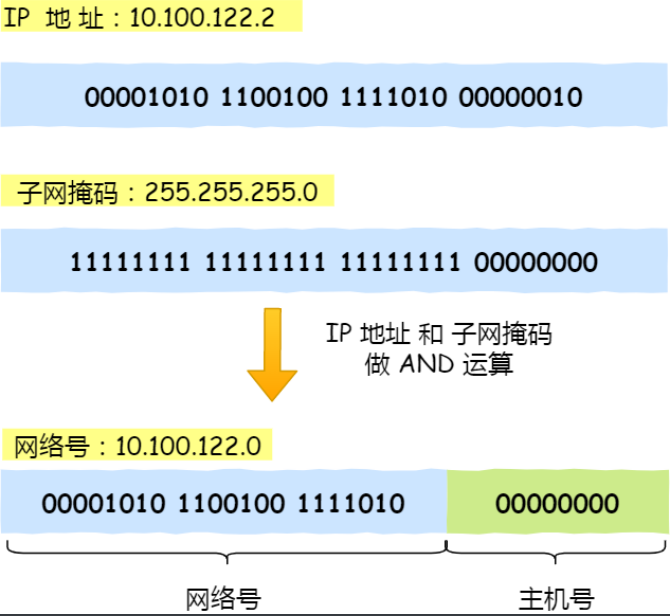 IP 地址：10.100.122.2
00001010 1100100 1111010 00000010
子网掩码：255.255.255.0
11111111 11111111 11111111 00000000
IP 地址 和 子网掩码
做 AND 运算
网络号：10.100.122.0
00001010 1100100 1111010 00000000
网络号 主机号